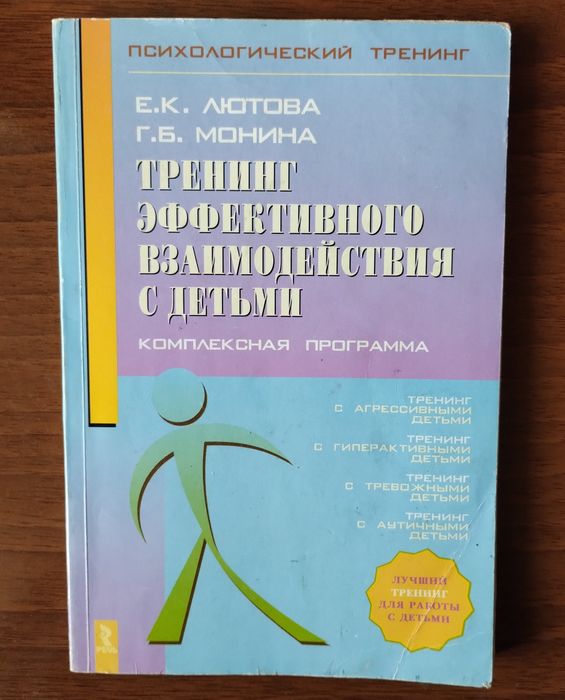 ПСИХОЛОГИЧЕСКИЙ ТРЕНИНГ
Е.К. ЛЮТОВА
Г.Б. МОНИНА
ТРЕНИНГ
ЭФФЕКТИВНОГО
ВЗАИМОДЕЙСТВИЯ
С ДЕТЬМИ
КОМПЛЕКСНАЯ ПРОГРАММА
ТРЕНИНГ
С АГРЕССИВНЫМИ
ДЕТЬМИ
ТРЕНИНГ
С ГИПЕРАКТИВНЫМИ
ДЕТЬМИ
ТРЕНИНГ
С ТРЕВОЖНЫМИ
ДЕТЬМИ
ТРЕНИНГ
С АУТИЧНЫМИ
ДЕТЬМИ
ЛУЧШИЙ
ТРЕНИНГ
ДЛЯ РАБОТЫ
С ДЕТЬМИ
РЕЧЬ